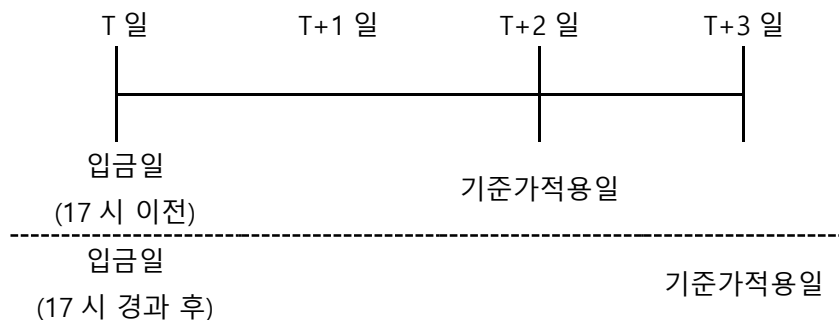 T 일 T+1 일 T+2 일 T+3 일
입금일
(17 시 이전)
기준가적용일
입금일
(17 시 경과 후)
기준가적용일